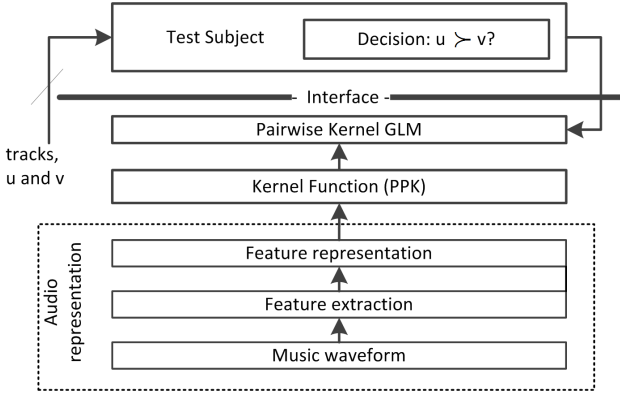 Test Subject
Decision: u ≻ v?
- Interface -
Pairwise Kernel GLM
tracks,
u and v
Kernel Function (PPK)
Audio
representation
Feature representation
Feature extraction
Music waveform